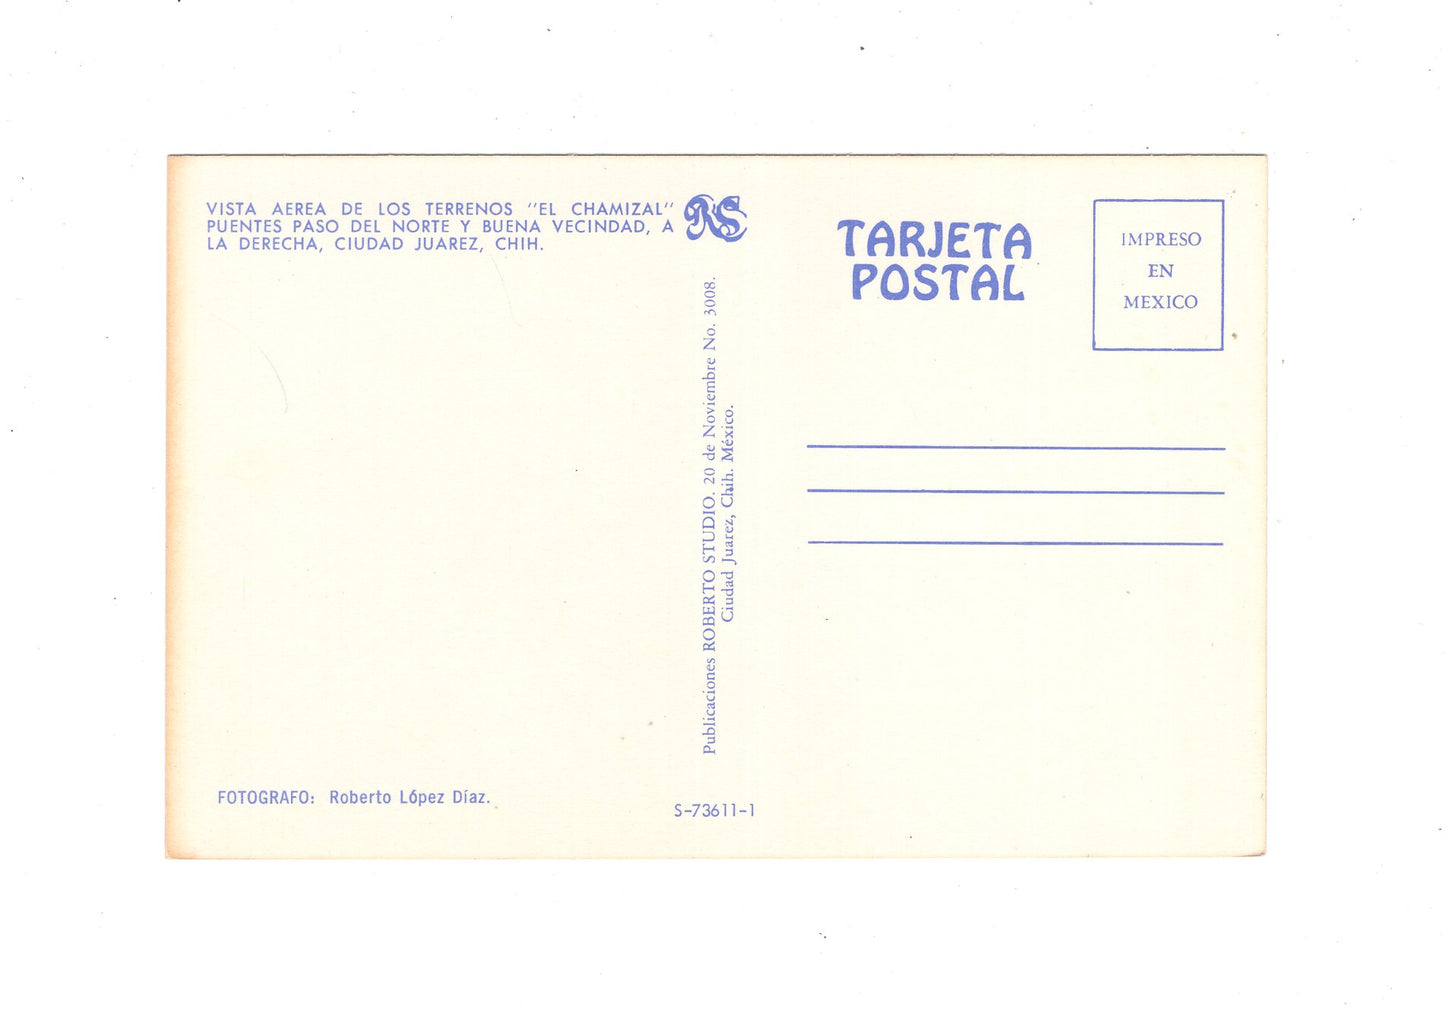 VISTA AEREA DE LOS TERRENOS "EL CHAMIZAL"
PUENTES PASO DEL NORTE Y BUENA VECINDAD, A
LA DERECHA, CIUDAD JUAREZ, CHIH.
RS
TARJETA
POSTAL
IMPRESO
EN
MEXICO
Publicaciones ROBERTO STUDIO. 20 de Noviembre No. 3008.
Ciudad Juarez, Chih. México.
FOTOGRAFO: Roberto López Díaz.
S-73611-1